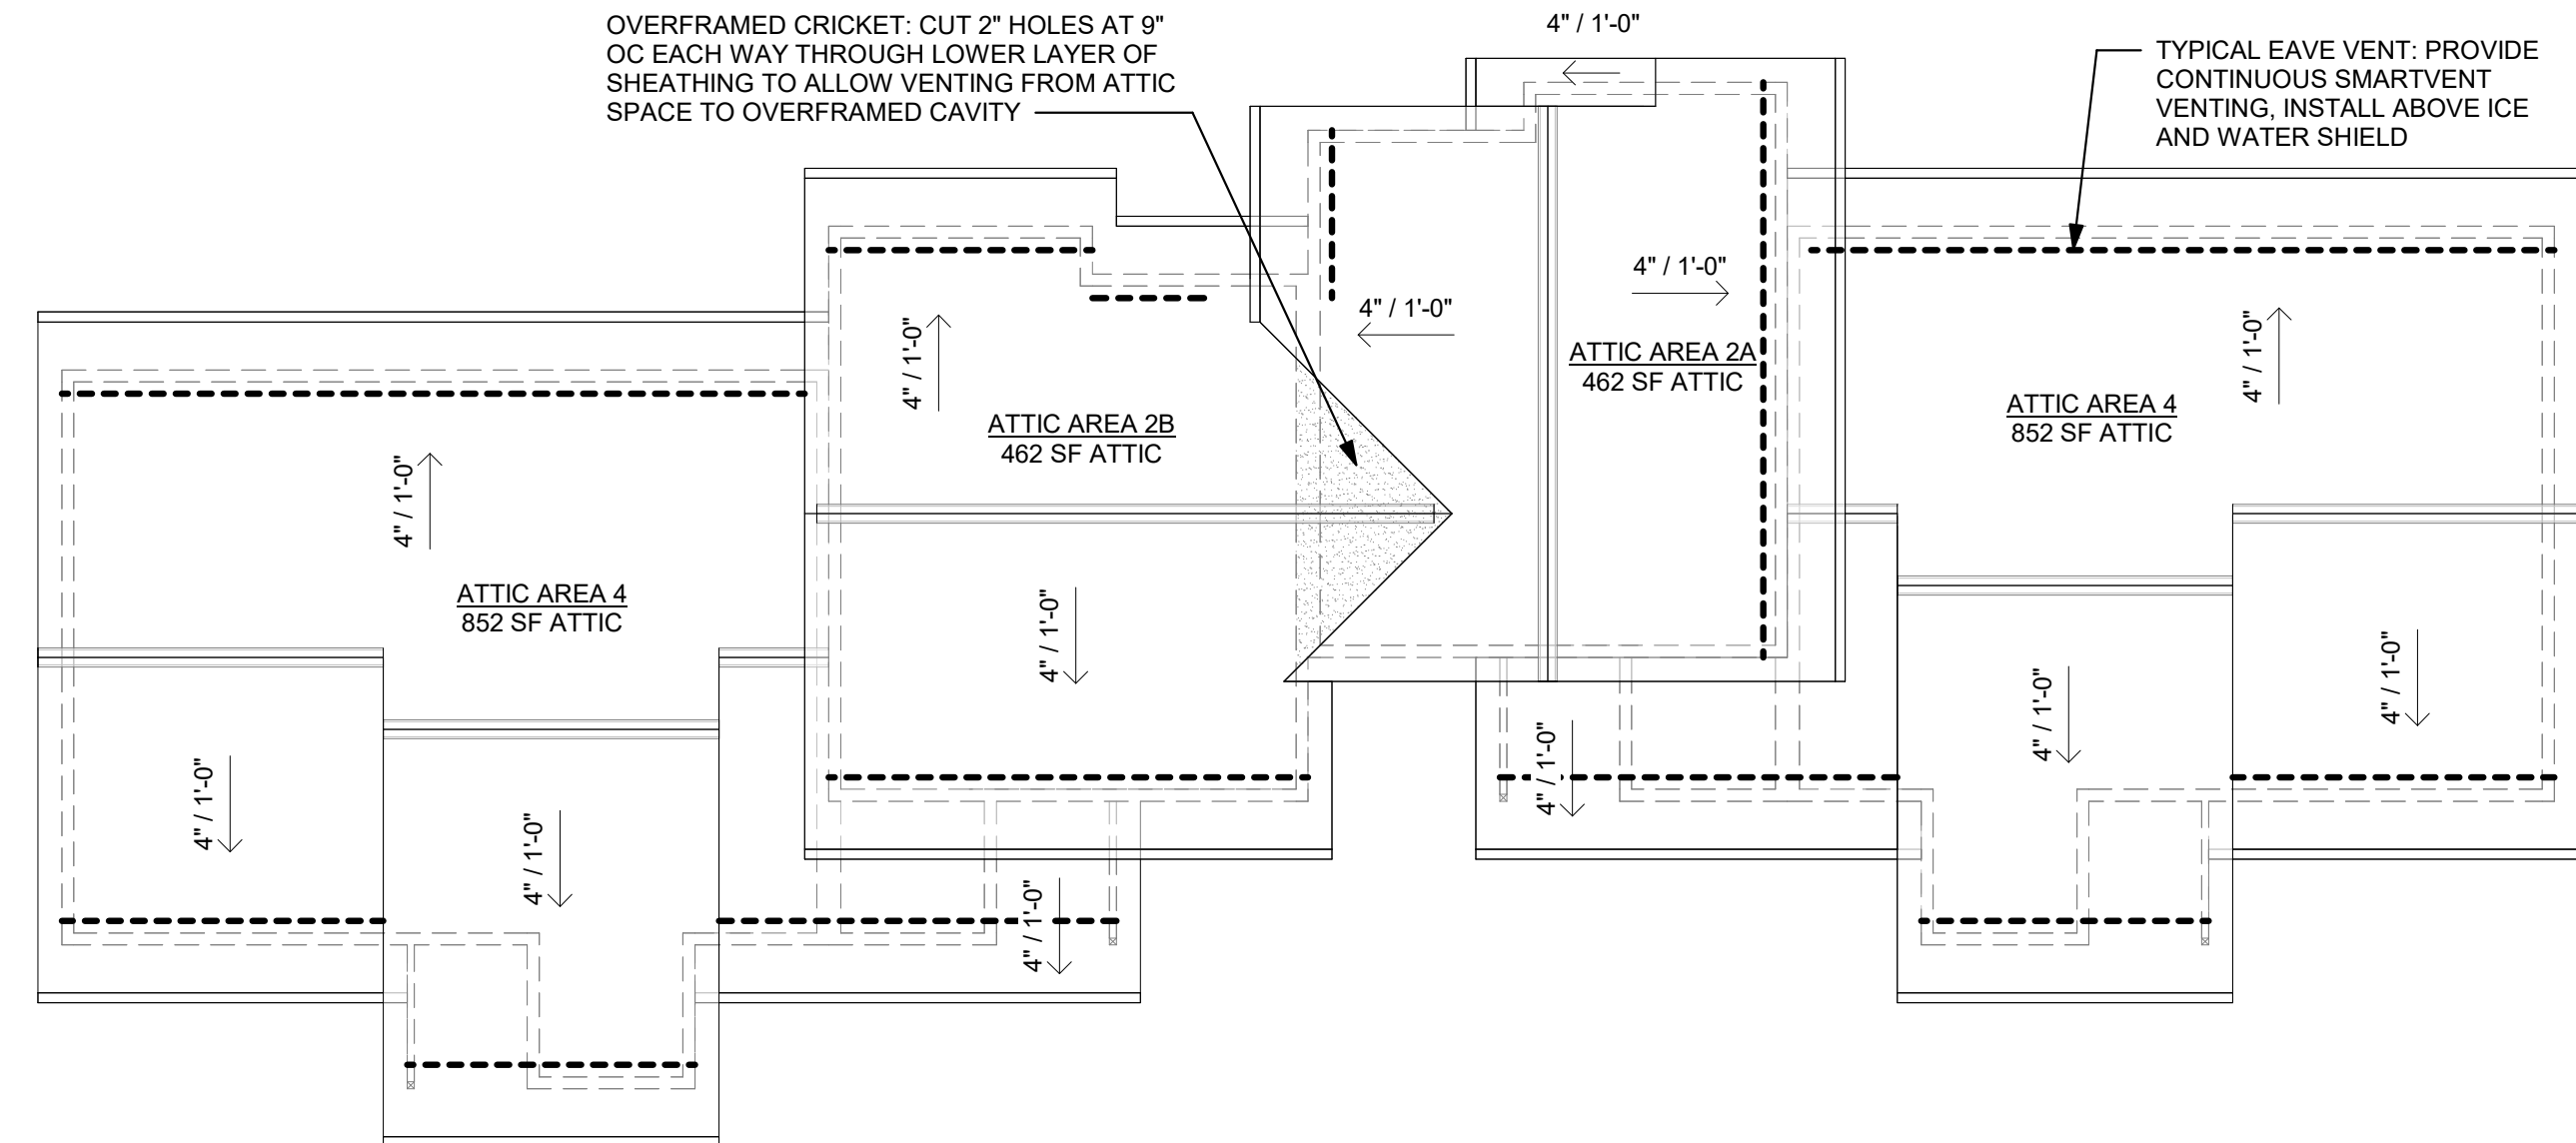 OVERFRAMED CRICKET: CUT 2" HOLES AT 9"
OC EACH WAY THROUGH LOWER LAYER OF
SHEATHING TO ALLOW VENTING FROM ATTIC
SPACE TO OVERFRAMED CAVITY
4" / 1'-0"
TYPICAL EAVE VENT: PROVIDE
CONTINUOUS SMARTVENT
VENTING, INSTALL ABOVE ICE
AND WATER SHIELD
4" / 1'-0"
4" / 1'-0"
4" / 1'-0"
4" / 1'-0"
ATTIC AREA 2A
462 SF ATTIC
ATTIC AREA 4
852 SF ATTIC
ATTIC AREA 2B
462 SF ATTIC
4" / 1'-0"
ATTIC AREA 4
852 SF ATTIC
4" / 1'-0"
4" / 1'-0"
4" / 1'-0"
4" / 1'-0"
4" / 1'-0"
4" / 1'-0"
4" / 1'-0"
4" / 1'-0"